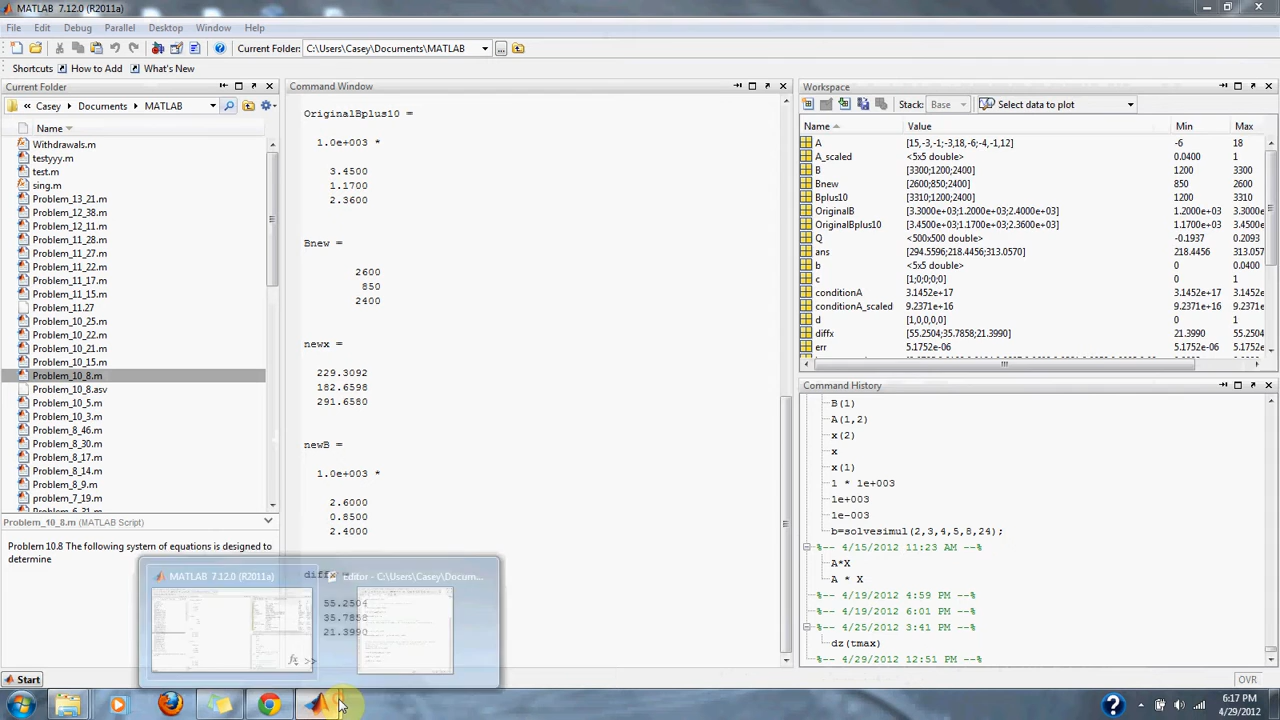 MATLAB 7.12.0 (R2011a)
File Edit Debug Parallel Desktop Window Help
Current Folder: C:\Users\Casey\Documents\MATLAB
Shortcuts How to Add What's New
Current Folder
« Casey ▸ Documents ▸ MATLAB
Name
Withdrawals.m
testyyy.m
test.m
sing.m
Problem_13_21.m
Problem_12_38.m
Problem_12_11.m
Problem_11_28.m
Problem_11_27.m
Problem_11_22.m
Problem_11_17.m
Problem_11_15.m
Problem_11.27
Problem_10_25.m
Problem_10_22.m
Problem_10_21.m
Problem_10_15.m
Problem_10_8.m
Problem_10_8.asv
Problem_10_5.m
Problem_10_3.m
Problem_8_46.m
Problem_8_30.m
Problem_8_17.m
Problem_8_14.m
Problem_8_9.m
problem_7_19.m
Problem_10_8.m (MATLAB Script)
Problem 10.8 The following system of equations is designed to
determine
Command Window
OriginalBplus10 =
1.0e+003 *
3.4500
1.1700
2.3600
Bnew =
2600
850
2400
newx =
229.3092
182.6598
291.6580
newB =
1.0e+003 *
2.6000
0.8500
2.4000
diffx =
55.2504
35.7858
21.3990
fx >>
MATLAB 7.12.0 (R2011a)
Editor - C:\Users\Casey\Docum...
Workspace
Stack: Base Select data to plot
Name Value Min Max
A [15,-3,-1;-3,18,-6;-4,-1,12] -6 18
A_scaled <5x5 double> 0.0400 1
B [3300;1200;2400] 1200 3300
Bnew [2600;850;2400] 850 2600
Bplus10 [3310;1200;2400] 1200 3310
OriginalB [3.3000e+03;1.2000e+03;2.4000e+03] 1.2000e+03 3.3000e
OriginalBplus10 [3.4500e+03;1.1700e+03;2.3600e+03] 1.1700e+03 3.4500e
Q <500x500 double> -0.1937 0.2093
ans [294.5596;218.4456;313.0570] 218.4456 313.057
b <5x5 double> 0 0.0400
c [1;0;0;0;0] 0 1
conditionA 3.1452e+17 3.1452e+17 3.1452e
conditionA_scaled 9.2371e+16 9.2371e+16 9.2371e
d [1,0,0,0,0] 0 1
diffx [55.2504;35.7858;21.3990] 21.3990 55.2504
err 5.1752e-06 5.1752e-06 5.1752e
Command History
B(1)
A(1,2)
x(2)
x
x(1)
1 * 1e+003
1e+003
1e-003
b=solvesimul(2,3,4,5,8,24);
%-- 4/15/2012 11:23 AM --%
A*X
A * X
%-- 4/19/2012 4:59 PM --%
%-- 4/19/2012 6:01 PM --%
%-- 4/25/2012 3:41 PM --%
dz(tmax)
%-- 4/29/2012 12:51 PM --%
Start
OVR
6:17 PM
4/29/2012